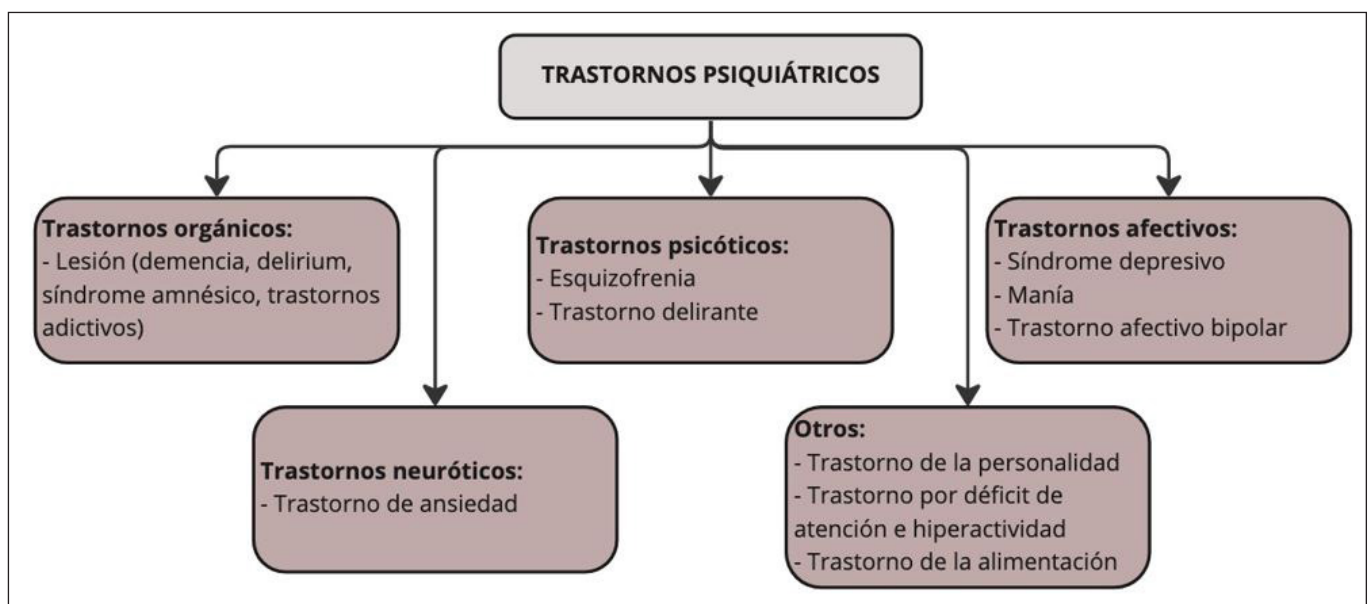 TRASTORNOS PSIQUIÁTRICOS
Trastornos orgánicos:
- Lesión (demencia, delirium,
síndrome amnésico, trastornos
adictivos)
Trastornos psicóticos:
- Esquizofrenia
- Trastorno delirante
Trastornos afectivos:
- Síndrome depresivo
- Manía
- Trastorno afectivo bipolar
Trastornos neuróticos:
- Trastorno de ansiedad
Otros:
- Trastorno de la personalidad
- Trastorno por déficit de
atención e hiperactividad
- Trastorno de la alimentación